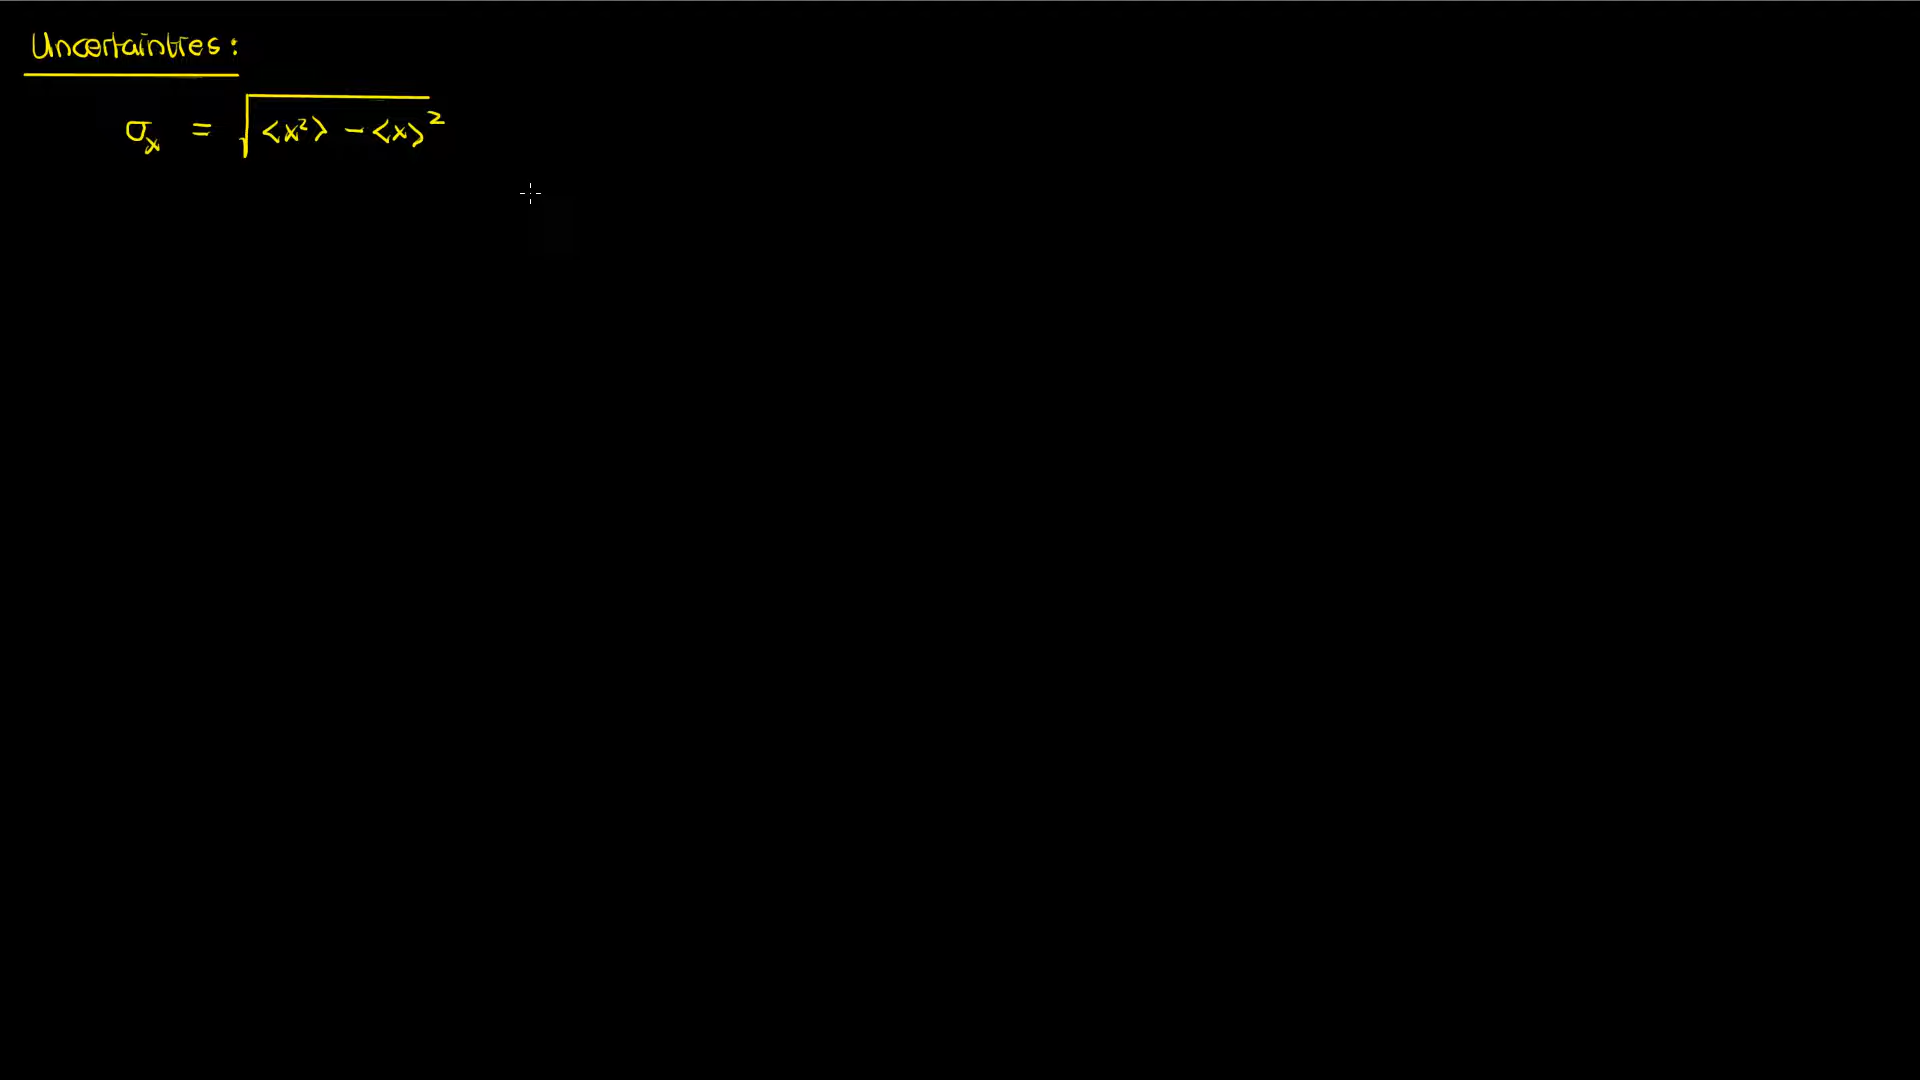 Uncertainties:
σₓ = √<x²> - <x>²